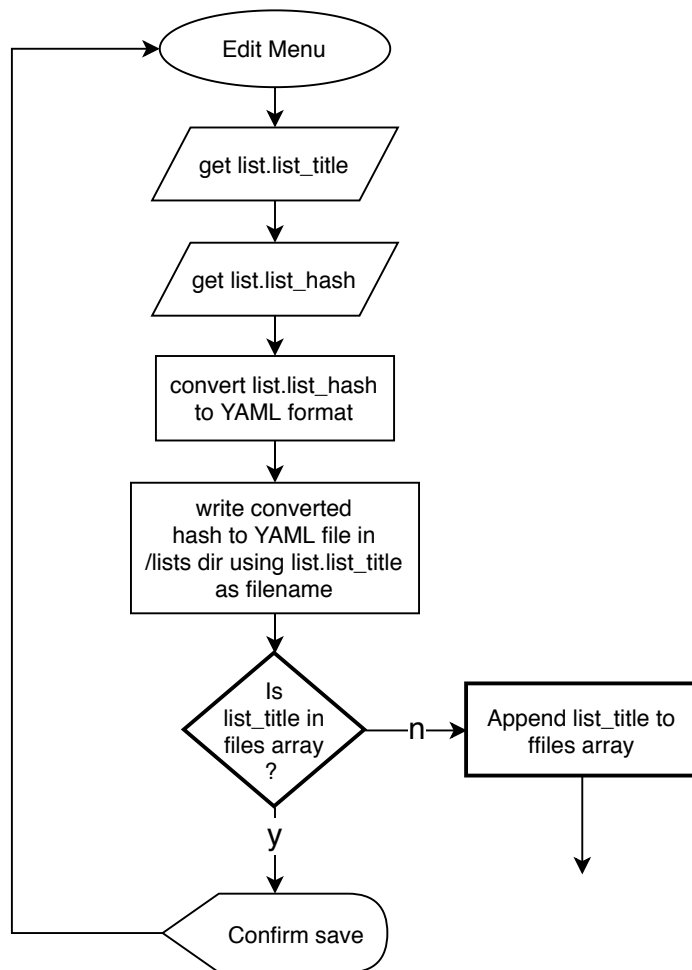 Edit Menu
get list.list_title
get list.list_hash
convert list.list_hash
to YAML format
write converted
hash to YAML file in
/lists dir using list.list_title
as filename
Is
list_title in
files array
?
n
Append list_title to
ffiles array
y
Confirm save